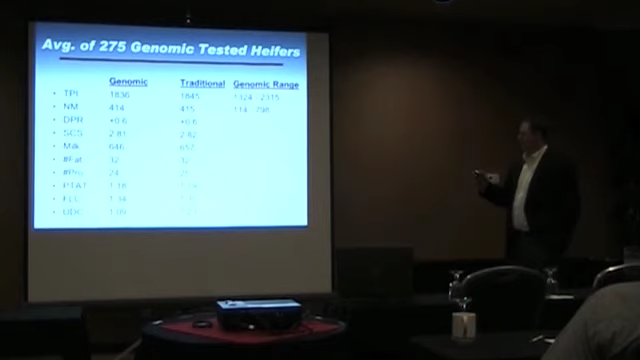 Avg. of 275 Genomic Tested Heifers
Genomic Traditional Genomic Range
• TPI 1836 1845 1324 - 2315
• NM 414 415 114 - 798
• DPR +0.6 +0.6
• SCS 2.81 2.82
• Milk 646 657
• #Fat 32 32
• #Pro 24
• PTAT 1.18
• FLC 1.34
• UDC 1.09